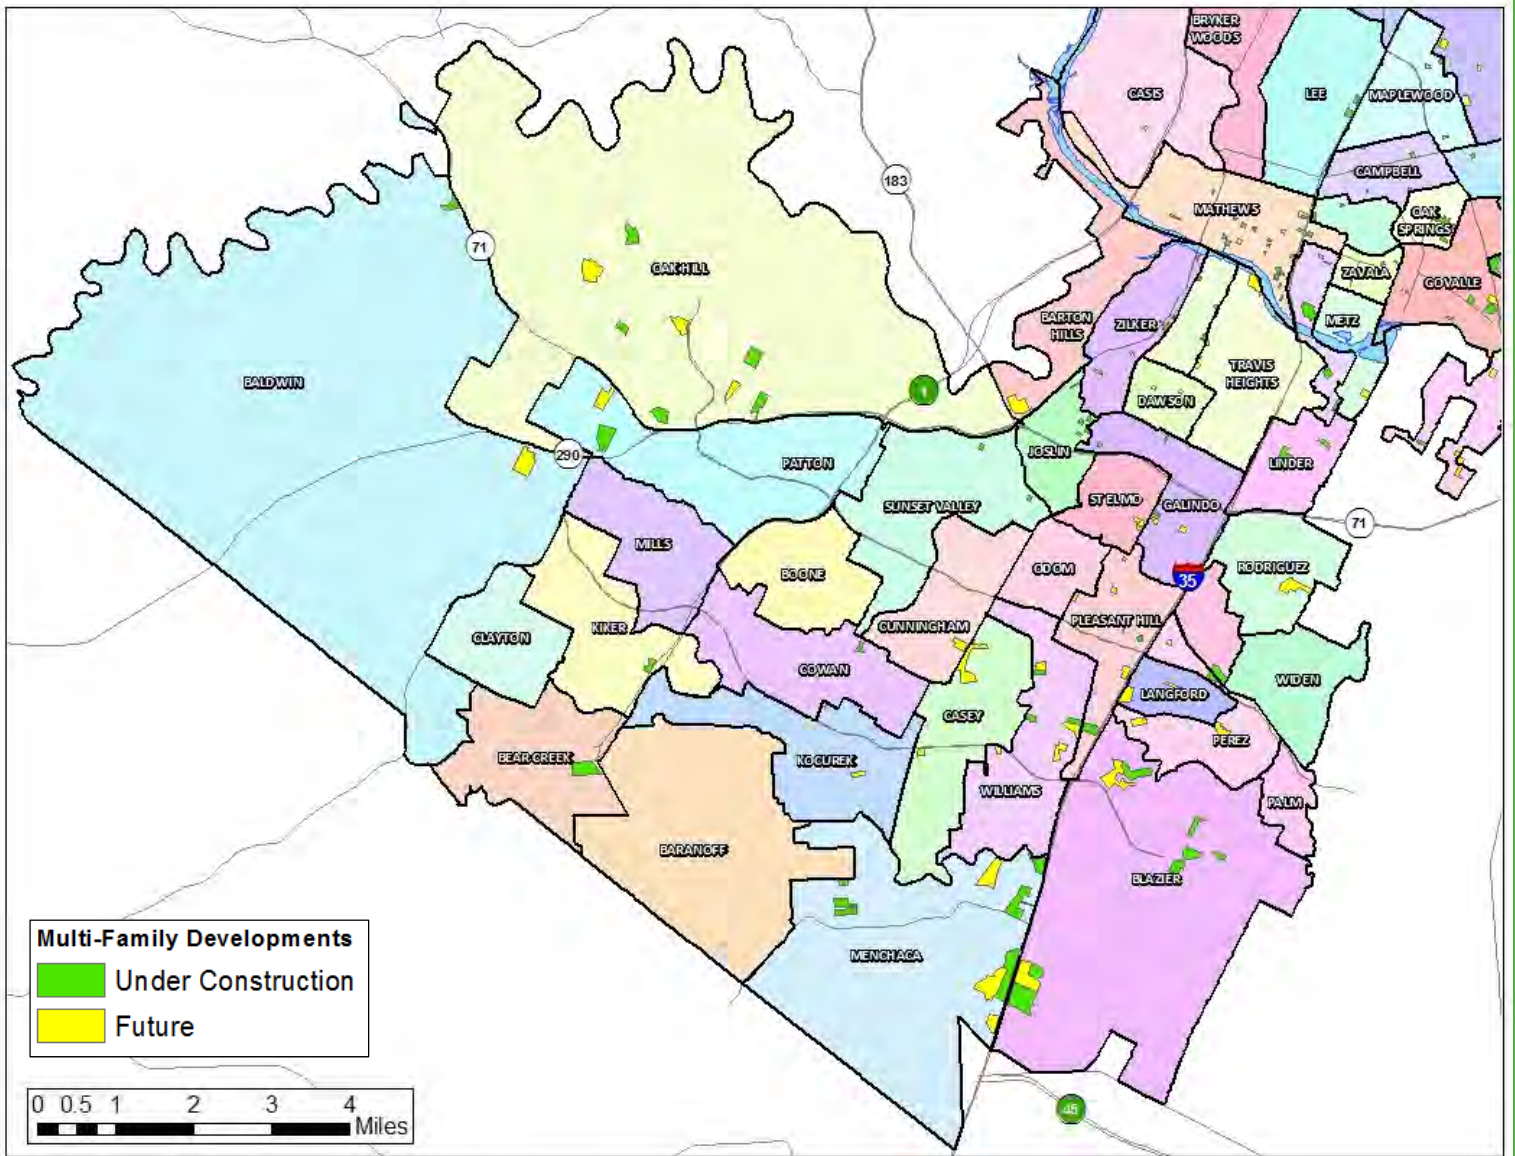 BRYKER
WOODS
CASIS
LEE
MAPLEWOOD
CAMPBELL
183
MATHEWS
OAK
SPRINGS
71
OAK HILL
ZAVALA
GOVALLE
BARTON
HILLS
ZILKER
METZ
BALDWIN
TRAVIS
HEIGHTS
1
DAWSON
290
PATTON
JOSLIN
LINDER
SUNSET VALLEY
ST ELMO
GALINDO
71
MILLS
BOONE
ODOM
35
RODRIGUEZ
CLAYTON
KIKER
CUNNINGHAM
PLEASANT HILL
COWAN
WIDEN
LANGFORD
CASEY
PEREZ
BEAR CREEK
KOCUREK
WILLIAMS
PALM
BARANOFF
BLAZIER
MENCHACA
Multi-Family Developments
Under Construction
Future
0 0.5 1 2 3 4
Miles
45